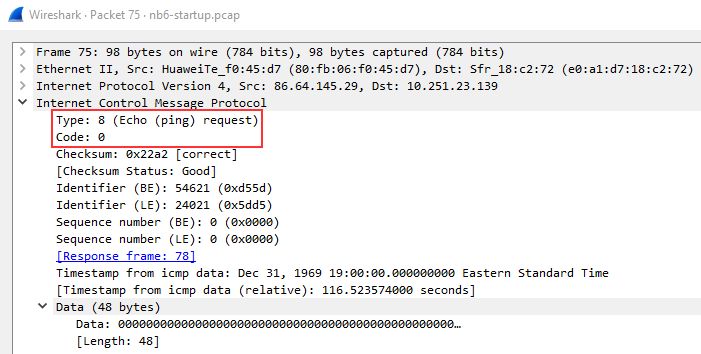 Wireshark · Packet 75 · nb6-startup.pcap
Frame 75: 98 bytes on wire (784 bits), 98 bytes captured (784 bits)
Ethernet II, Src: HuaweiTe_f0:45:d7 (80:fb:06:f0:45:d7), Dst: Sfr_18:c2:72 (e0:a1:d7:18:c2:72)
Internet Protocol Version 4, Src: 86.64.145.29, Dst: 10.251.23.139
Internet Control Message Protocol
Type: 8 (Echo (ping) request)
Code: 0
Checksum: 0x22a2 [correct]
[Checksum Status: Good]
Identifier (BE): 54621 (0xd55d)
Identifier (LE): 24021 (0x5dd5)
Sequence number (BE): 0 (0x0000)
Sequence number (LE): 0 (0x0000)
[Response frame: 78]
Timestamp from icmp data: Dec 31, 1969 19:00:00.000000000 Eastern Standard Time
[Timestamp from icmp data (relative): 116.523574000 seconds]
Data (48 bytes)
Data: 000000000000000000000000000000000000000000000000…
[Length: 48]